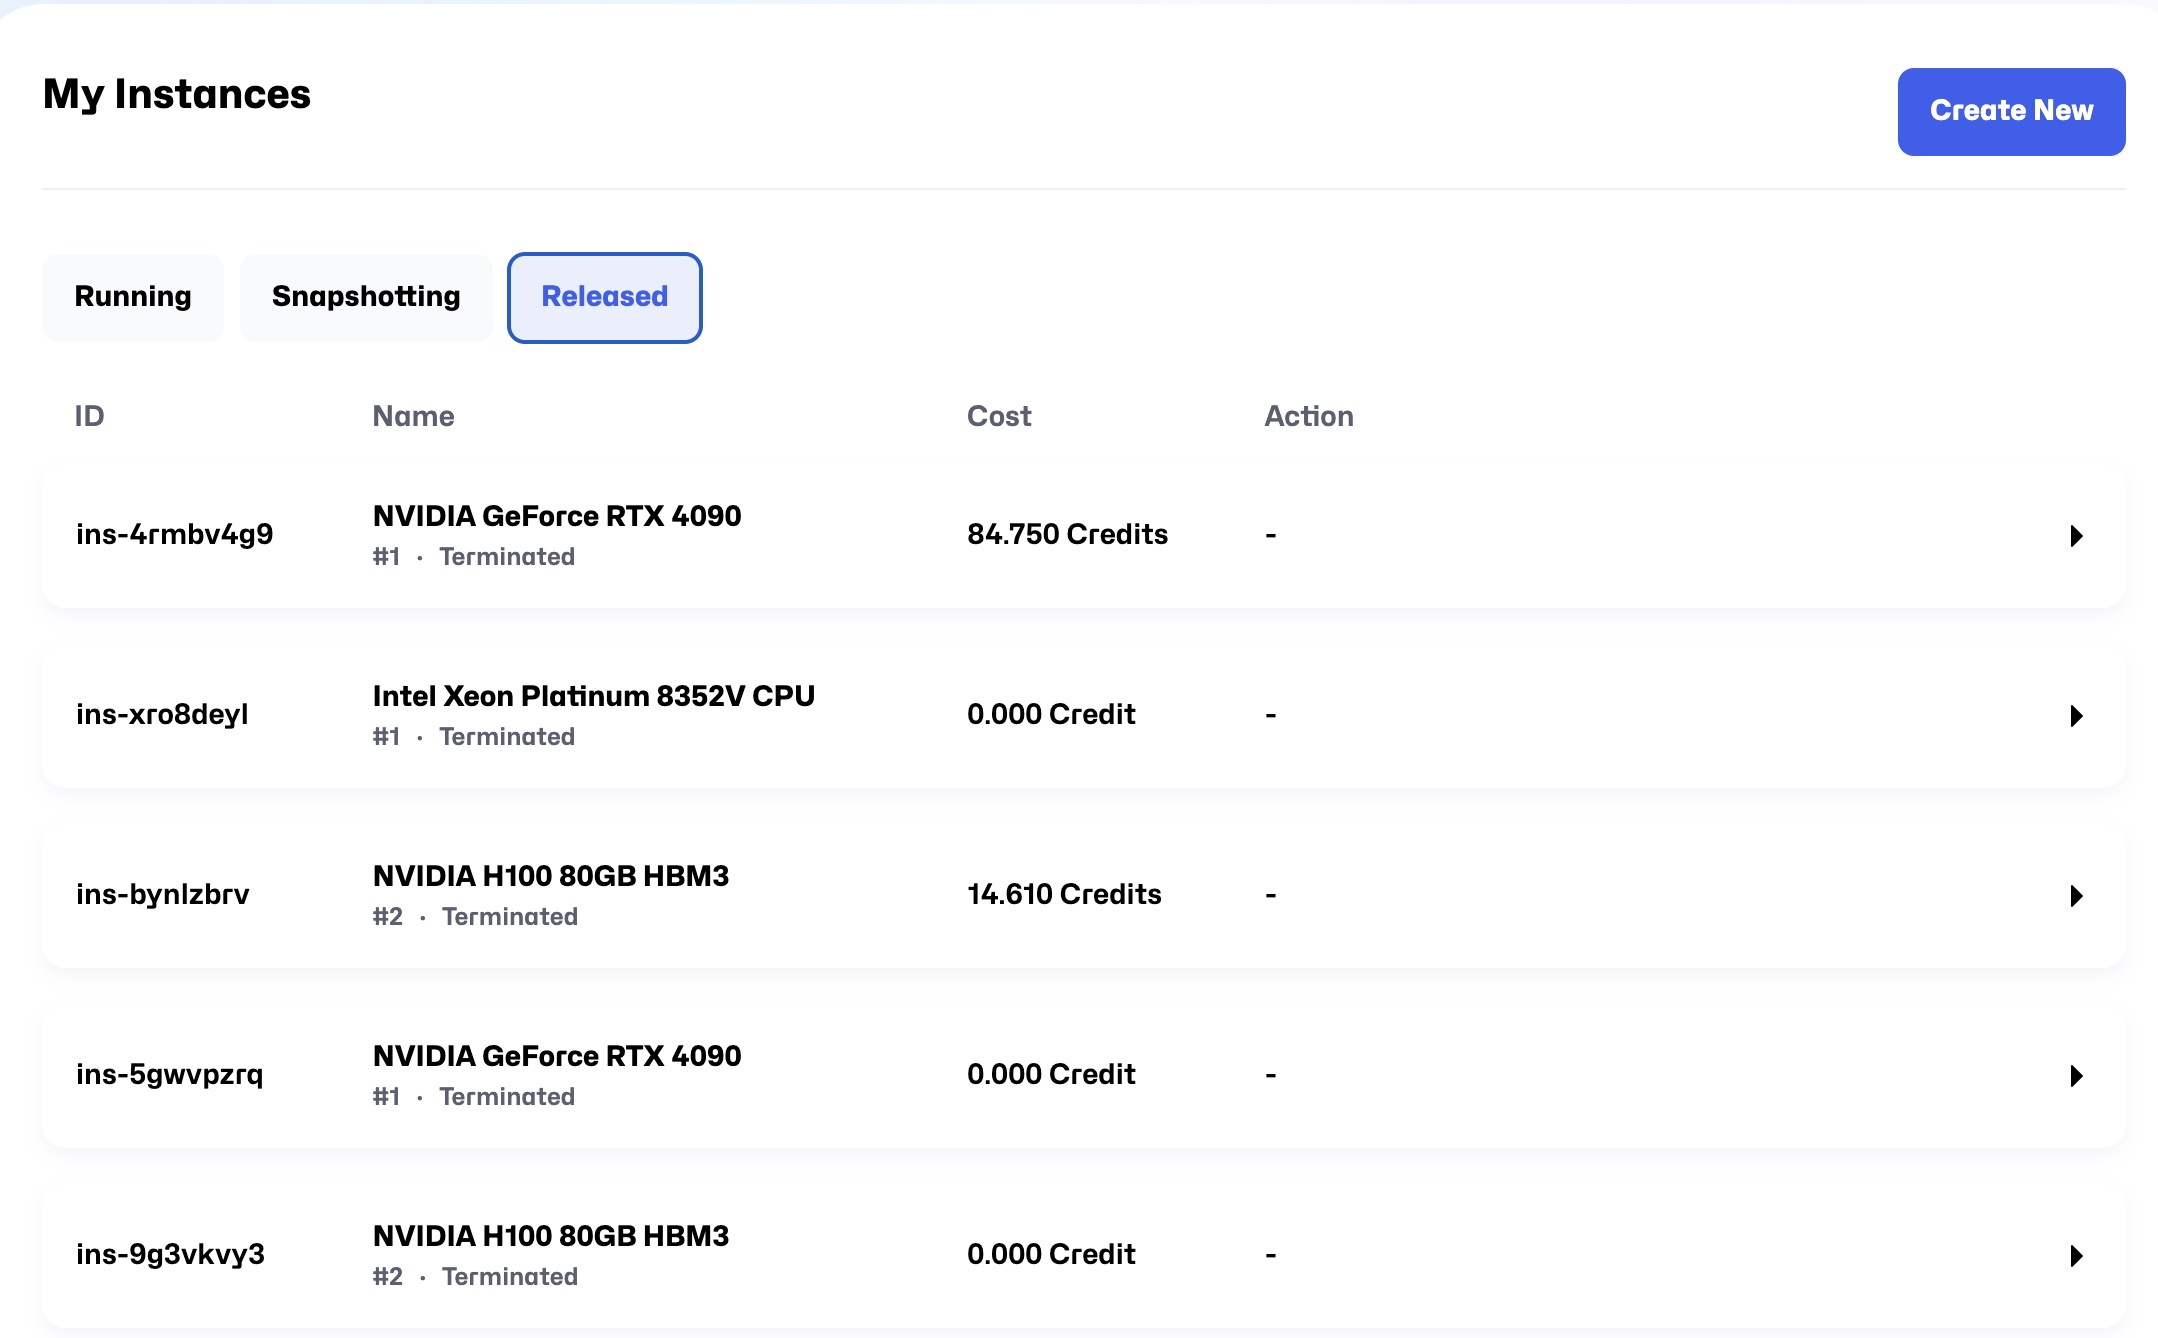 My Instances
Create New
Running
Snapshotting
Released
ID Name Cost Action
ins-4rmbv4g9
NVIDIA GeForce RTX 4090
#1 · Terminated
84.750 Credits
-
ins-xro8deyl
Intel Xeon Platinum 8352V CPU
#1 · Terminated
0.000 Credit
-
ins-bynlzbrv
NVIDIA H100 80GB HBM3
#2 · Terminated
14.610 Credits
-
ins-5gwvpzrq
NVIDIA GeForce RTX 4090
#1 · Terminated
0.000 Credit
-
ins-9g3vkvy3
NVIDIA H100 80GB HBM3
#2 · Terminated
0.000 Credit
-